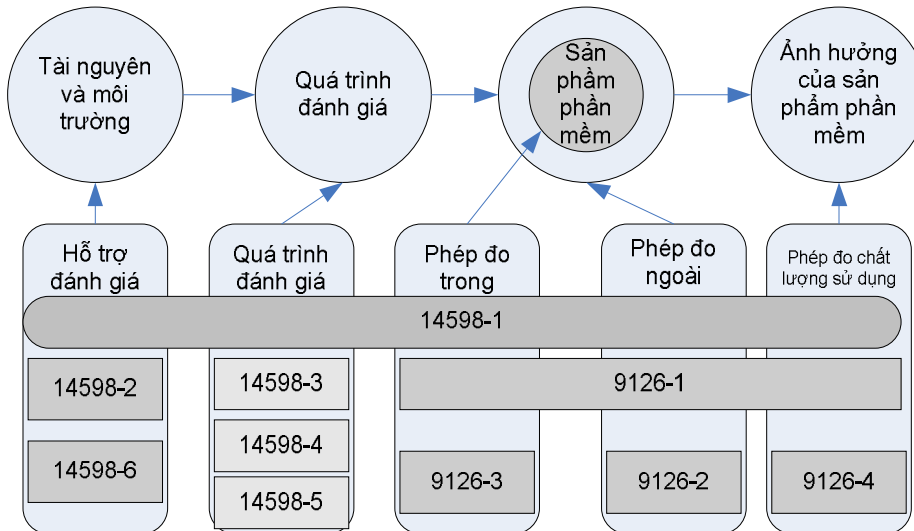 Tài nguyên
và môi
trường
Quá trình
đánh giá
Sản
phầm
phần
mềm
Ảnh hưởng
của sản
phẩm phần
mềm
Hỗ trợ
đánh giá
Quá trình
đánh giá
Phép đo
trong
Phép đo
ngoài
Phép đo chất
lượng sử dụng
14598-1
14598-2
14598-3
9126-1
14598-4
14598-6
9126-3
9126-2
9126-4
14598-5